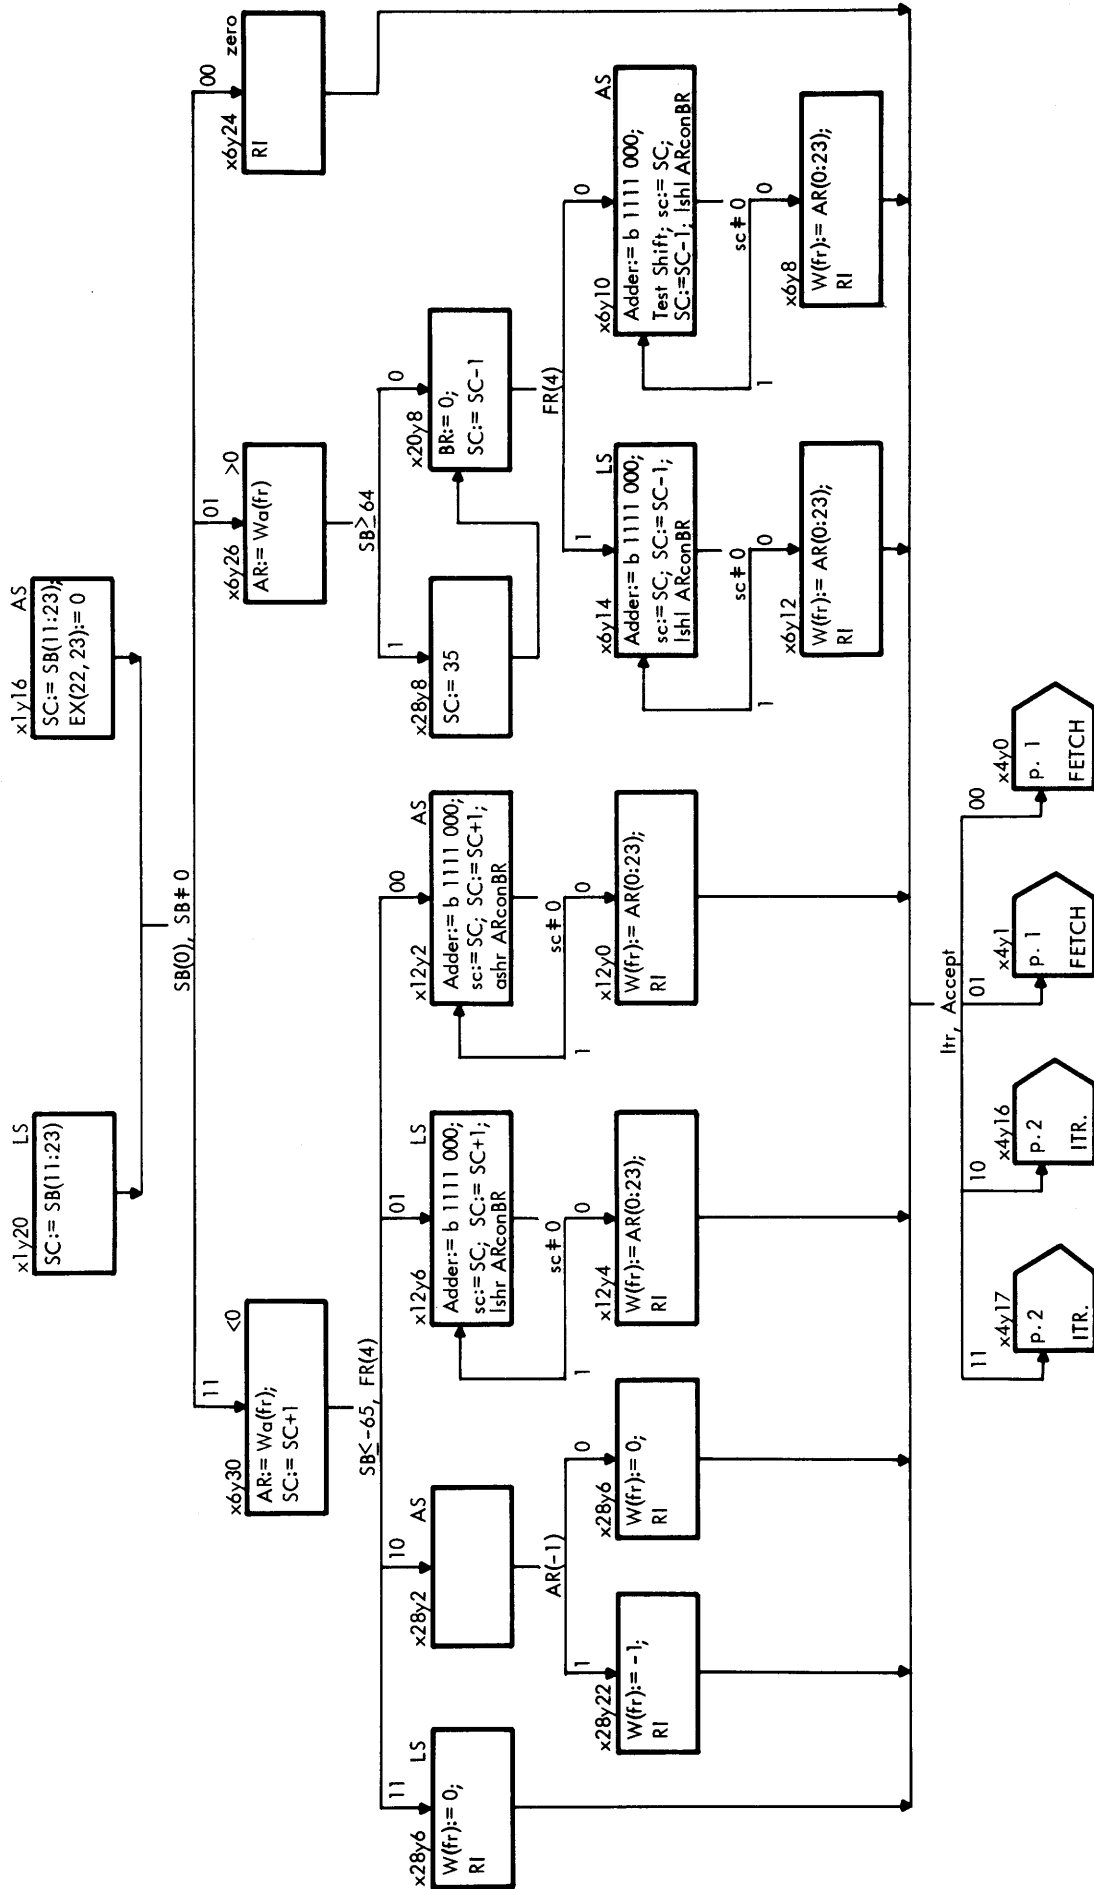 x1y20 LS
SC:= SB(11:23)
x1y16 AS
SC:= SB(11:23);
EX(22, 23):= 0
SB(0), SB≠0
11
01
00
x6y30 <0
AR:= Wa(fr);
SC:= SC+1
x6y26 >0
AR:= Wa(fr)
x6y24 zero
RI
SB≤-65, FR(4)
11
10
01
00
SB≥64
1
0
x28y6 LS
W(fr):= 0;
RI
x28y2 AS
x12y6 LS
Adder:= b 1111 000;
sc:= SC; SC:= SC+1;
lshr ARconBR
x12y2 AS
Adder:= b 1111 000;
sc:= SC; SC:= SC+1;
ashr ARconBR
x28y8
SC:= 35
x20y8
BR:= 0;
SC:= SC-1
AR(-1)
1
0
sc≠0
1
0
sc≠0
1
0
FR(4)
1
0
x28y22
W(fr):= -1;
RI
x28y6
W(fr):= 0;
RI
x12y4
W(fr):= AR(0:23);
RI
x12y0
W(fr):= AR(0:23);
RI
x6y14 LS
Adder:= b 1111 000;
sc:= SC; SC:= SC-1;
lshl ARconBR
x6y10 AS
Adder:= b 1111 000;
Test Shift; sc:= SC;
SC:=SC-1; lshl ARconBR
sc≠0
1
0
sc≠0
1
0
x6y12
W(fr):= AR(0:23);
RI
x6y8
W(fr):= AR(0:23);
RI
Itr, Accept
11
10
01
00
x4y17
p. 2
ITR.
x4y16
p. 2
ITR.
x4y1
p. 1
FETCH
x4y0
p. 1
FETCH